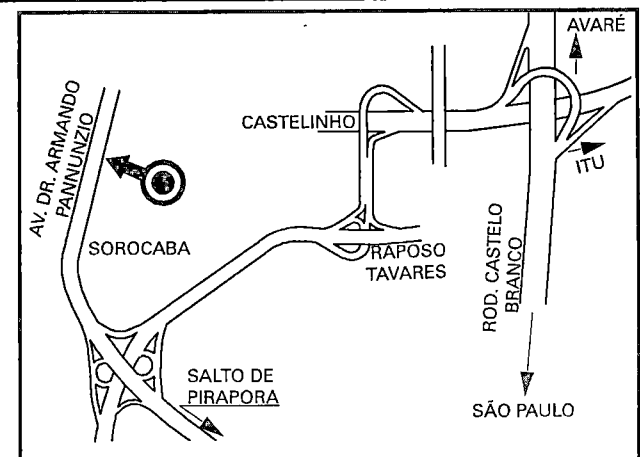 AVARÉ
CASTELINHO
ITU
AV. DR. ARMANDO
PANNUNZIO
SOROCABA
RAPOSO
TAVARES
ROD. CASTELO
BRANCO
SALTO DE
PIRAPORA
SÃO PAULO